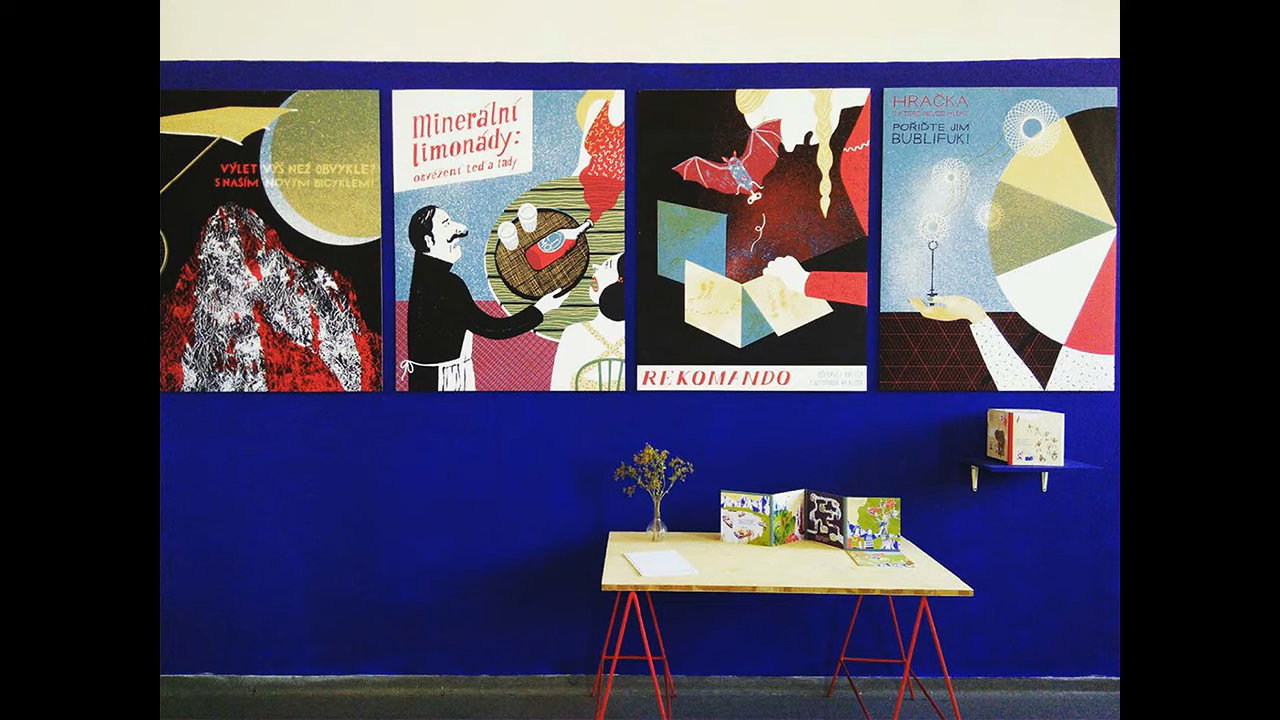 VÝLET VÝŠ NEŽ OBVYKLE?
S NAŠÍM NOVÝM BICYKLEM!
Minerální
limonády:
osvěžení teď a tady
REKOMANDO
HRAČKA
POŘIĎTE JIM
BUBLIFUK!